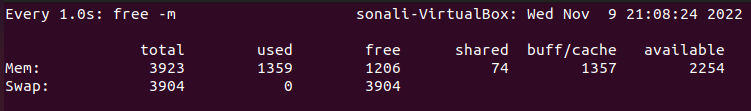 Every 1.0s: free -m sonali-VirtualBox: Wed Nov 9 21:08:24 2022
total used free shared buff/cache available
Mem: 3923 1359 1206 74 1357 2254
Swap: 3904 0 3904